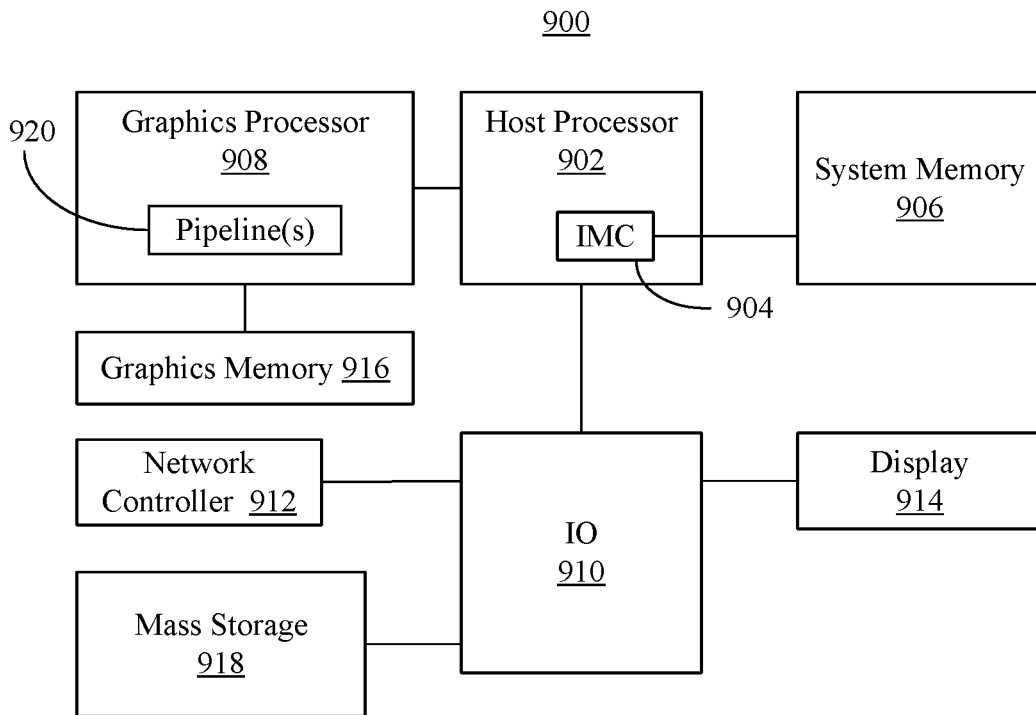 900
920
Graphics Processor
908
Pipeline(s)
Host Processor
902
IMC
904
System Memory
906
Graphics Memory 916
Network
Controller 912
IO
910
Display
914
Mass Storage
918